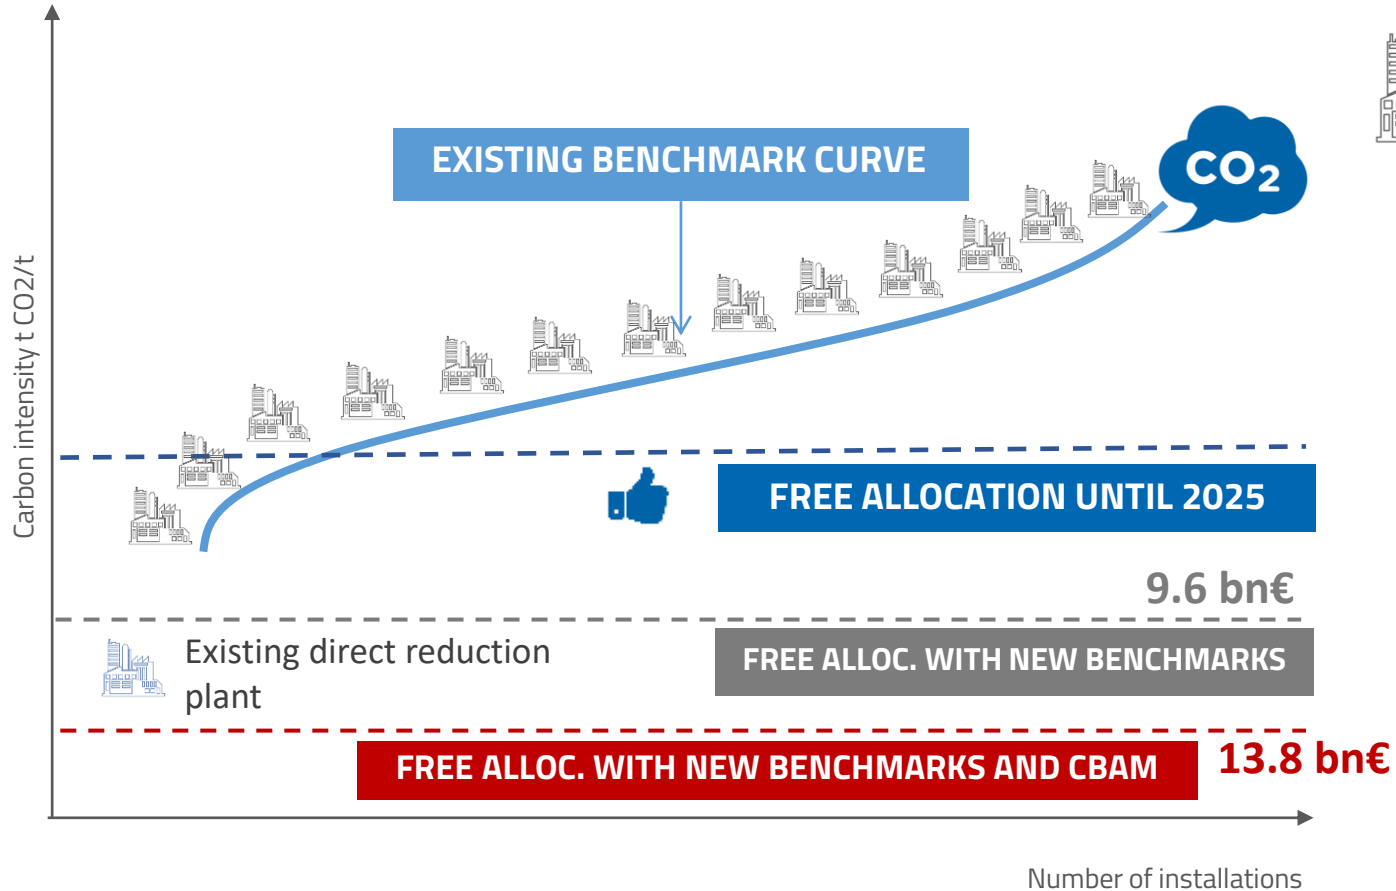 EXISTING BENCHMARK CURVE
CO2
Carbon intensity t CO2/t
FREE ALLOCATION UNTIL 2025
9.6 bn€
Existing direct reduction
plant
FREE ALLOC. WITH NEW BENCHMARKS
FREE ALLOC. WITH NEW BENCHMARKS AND CBAM
13.8 bn€
Number of installations